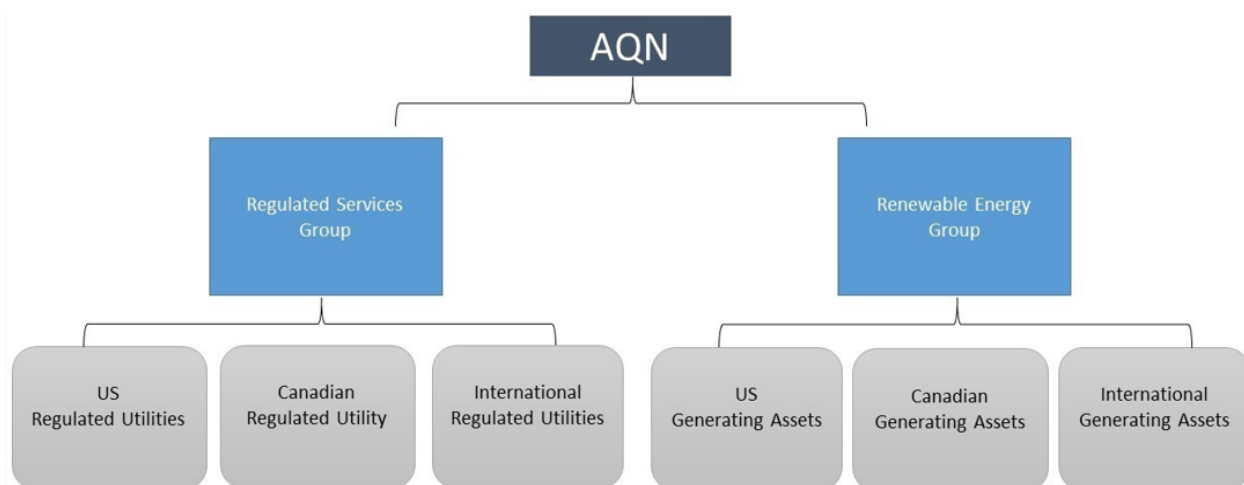 AQN
Regulated Services
Group
Renewable Energy
Group
US
Regulated Utilities
Canadian
Regulated Utility
International
Regulated Utilities
US
Generating Assets
Canadian
Generating Assets
International
Generating Assets